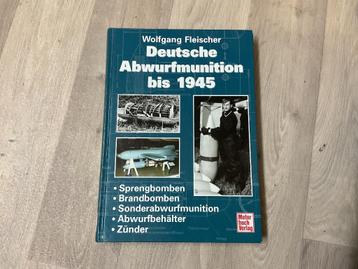 Wolfgang Fleischer
Deutsche
Abwurfmunition
bis 1945
• Sprengbomben
• Brandbomben
• Sonderabwurfmunition
• Abwurfbehälter
• Zünder
Motor
buch
Verlag